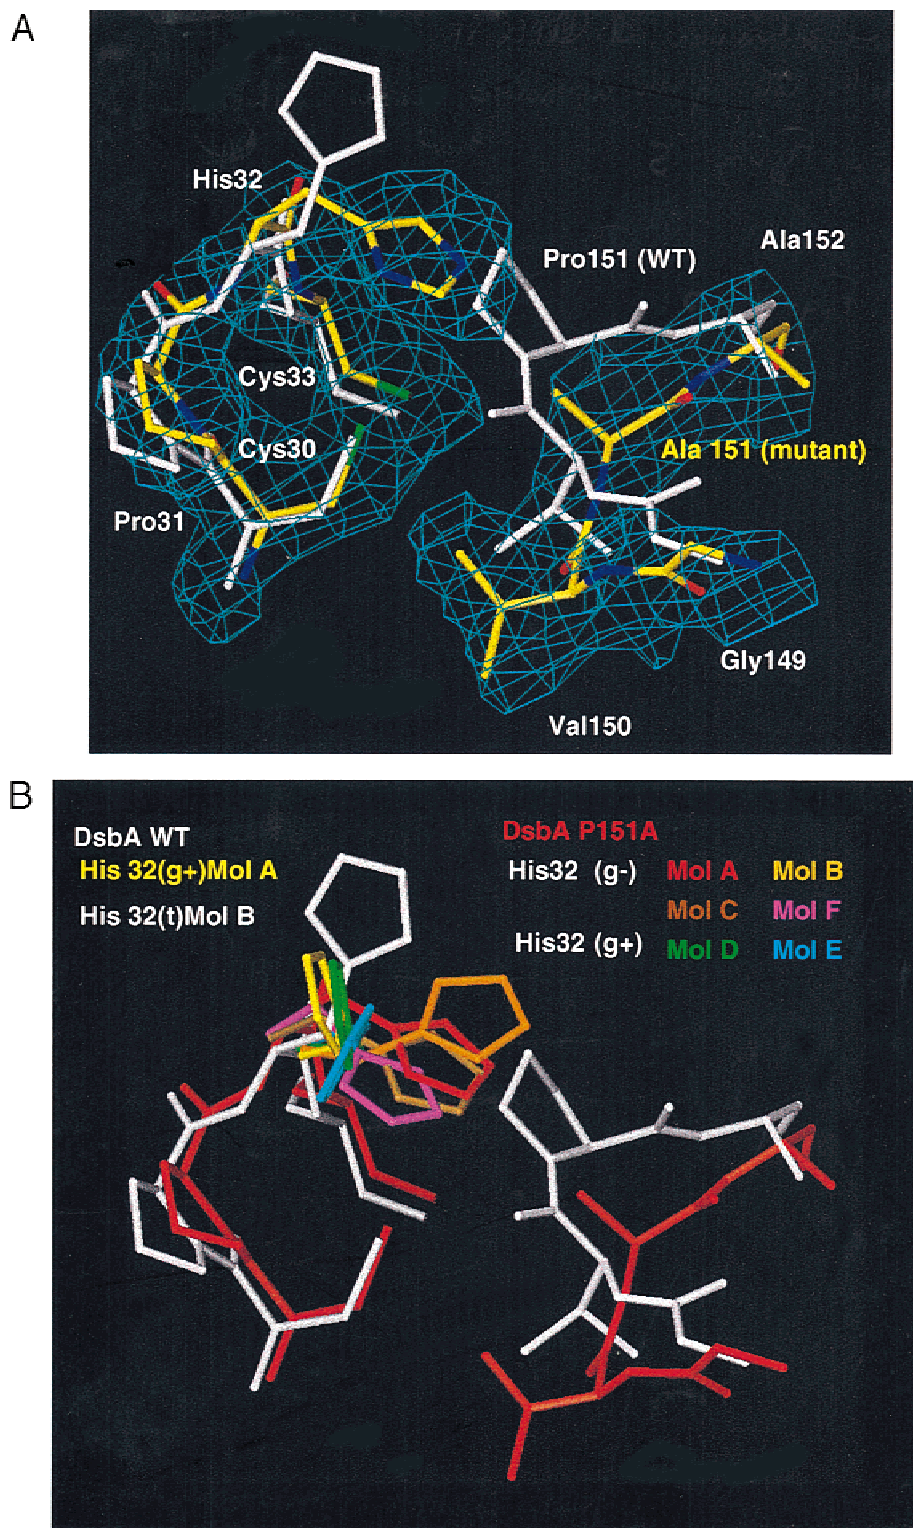 A
His32
Pro151 (WT)
Ala152
Cys33
Cys30
Ala 151 (mutant)
Pro31
Gly149
Val150
B
DsbA WT
His 32(g+)Mol A
His 32(t)Mol B
DsbA P151A
His32 (g-) Mol A Mol B
Mol C Mol F
His32 (g+) Mol D Mol E